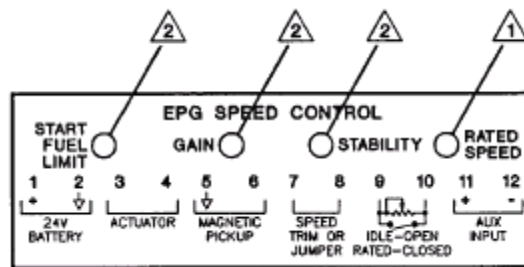 2 2 2 1
EPG SPEED CONTROL
START FUEL LIMIT
GAIN
STABILITY
RATED SPEED
1 2 3 4 5 6 7 8 9 10 11 12
+ + -
24V BATTERY
ACTUATOR
MAGNETIC PICKUP
SPEED TRIM OR JUMPER
IDLE-OPEN RATED-CLOSED
AUX INPUT